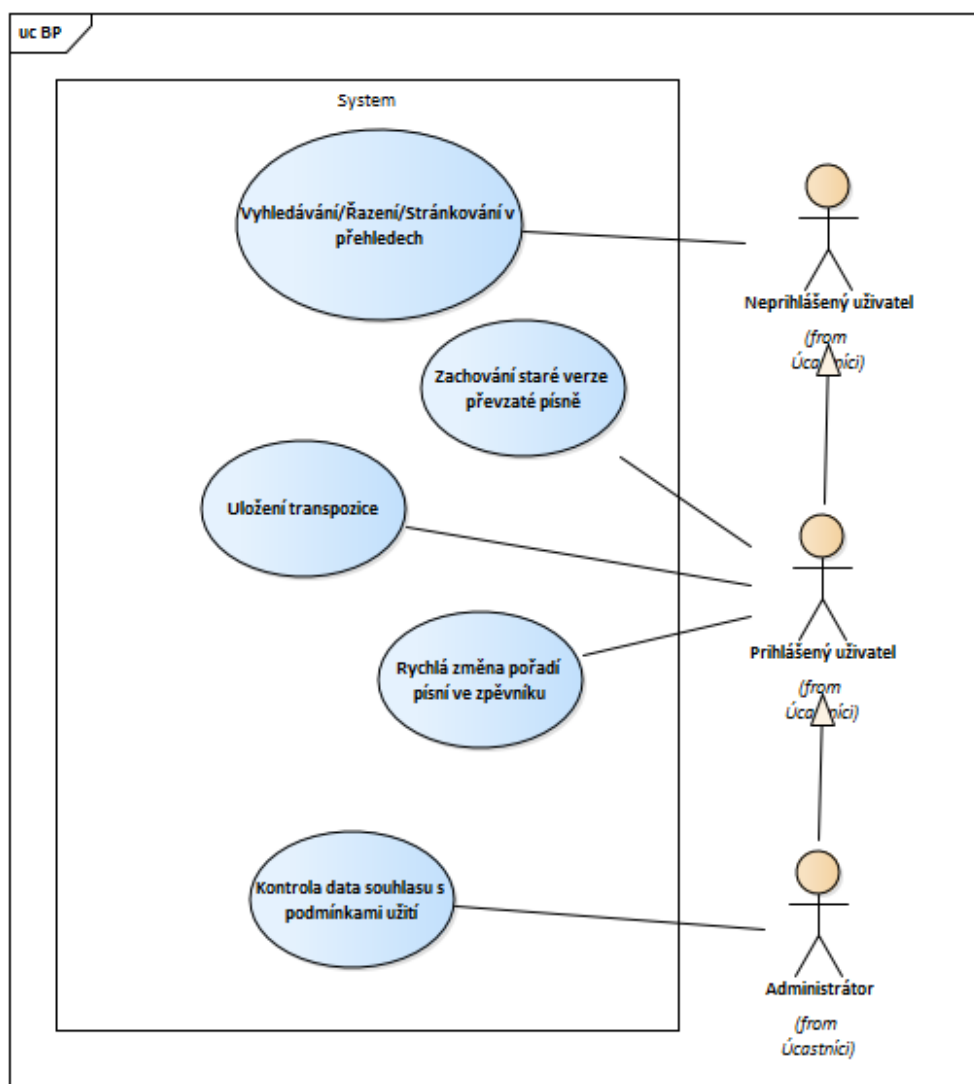 uc BP
System
Vyhledávání/Řazení/Stránkování v
přehledech
Neprihlášený uživatel
(from
Úcastníci)
Zachování staré verze
převzaté písně
Uložení transpozice
Prihlášený uživatel
(from
Úcastníci)
Rychlá změna pořadí
písní ve zpěvníku
Kontrola data souhlasu s
podmínkami užití
Administrátor
(from
Úcastníci)